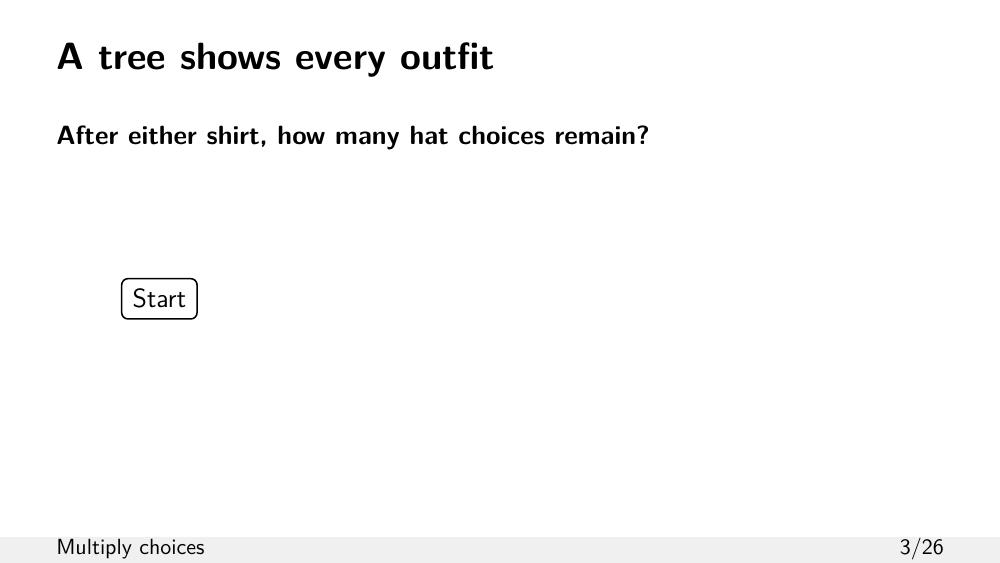 A tree shows every outfit
After either shirt, how many hat choices remain?
Start
Multiply choices
3/26